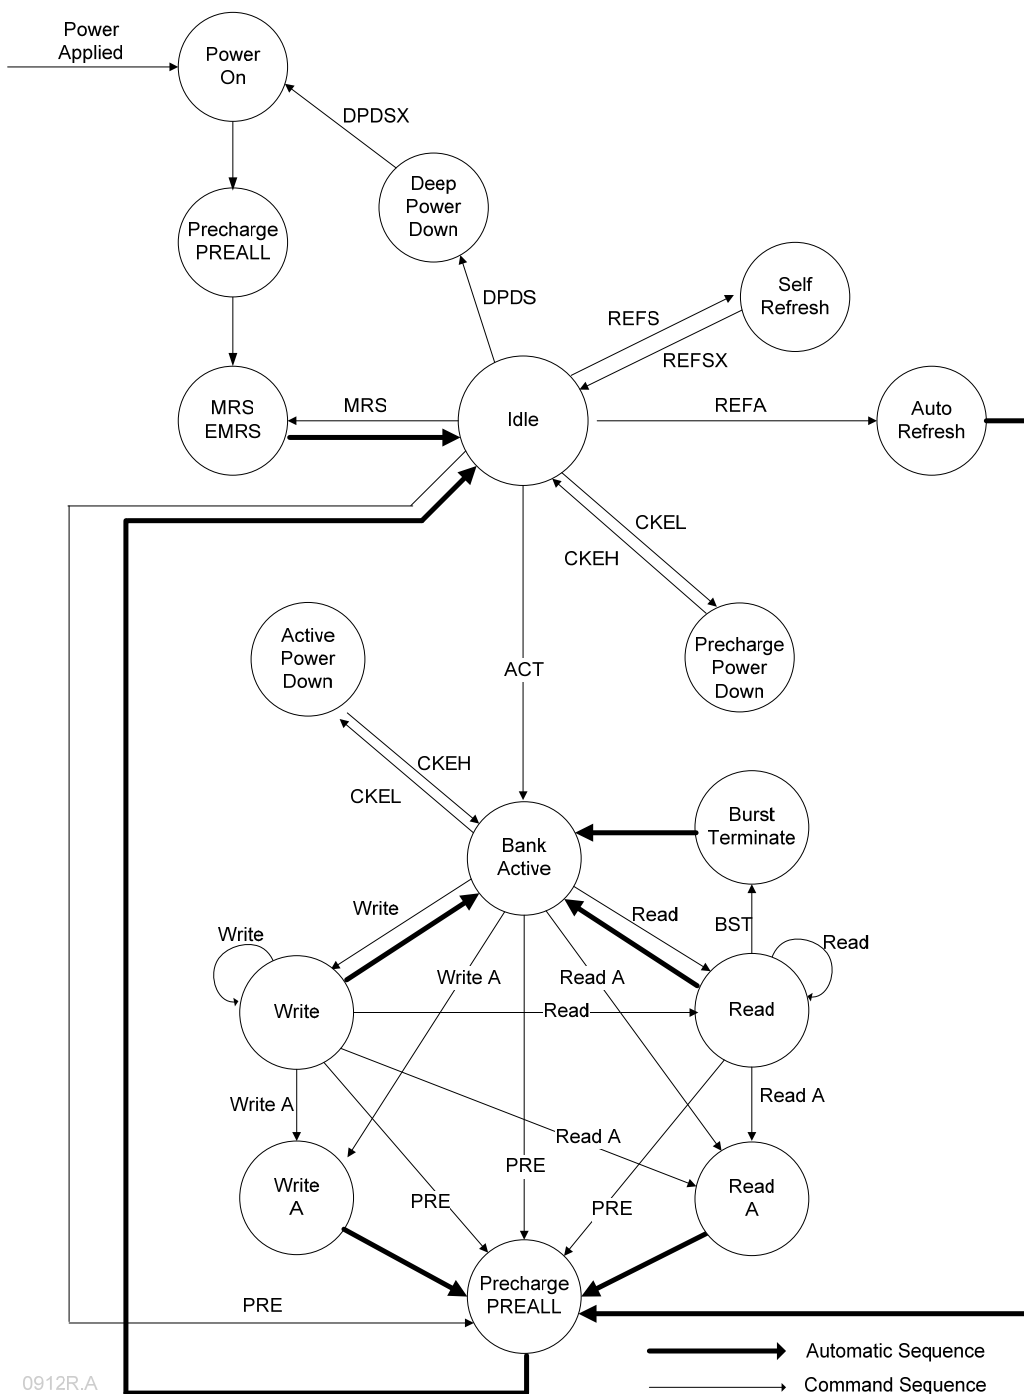 Power
Applied
Power
On
DPDSX
Deep
Power
Down
Precharge
PREALL
DPDS
Self
Refresh
REFS
REFSX
MRS
EMRS
MRS
Idle
REFA
Auto
Refresh
CKEL
CKEH
Active
Power
Down
ACT
Precharge
Power
Down
CKEH
CKEL
Burst
Terminate
Bank
Active
Write
Read
BST
Write
Read
Write A
Read A
Write
Read
Read
Write A
Read A
Read A
Write
A
PRE
PRE
PRE
Read
A
Precharge
PREALL
PRE
Automatic Sequence
Command Sequence
0912R.A